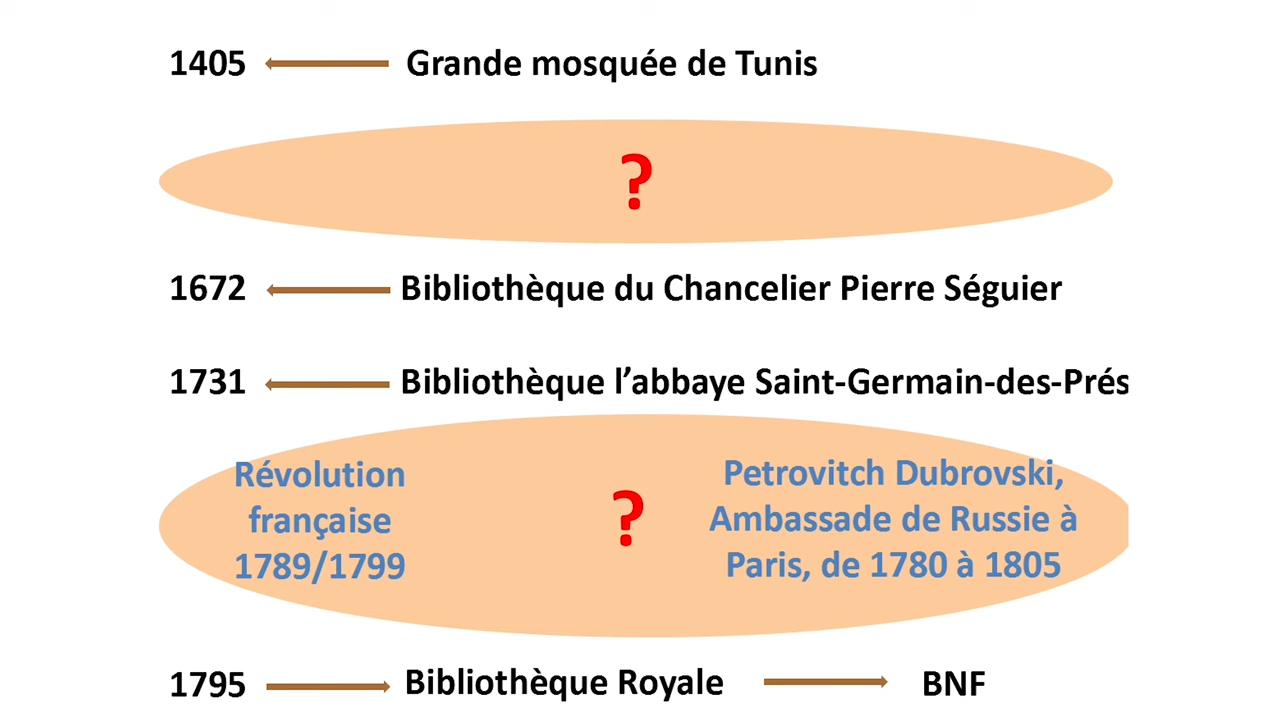 1405 Grande mosquée de Tunis
?
1672 Bibliothèque du Chancelier Pierre Séguier
1731 Bibliothèque l’abbaye Saint-Germain-des-Prés
Révolution
française
1789/1799
?
Petrovitch Dubrovski,
Ambassade de Russie à
Paris, de 1780 à 1805
1795 Bibliothèque Royale BNF